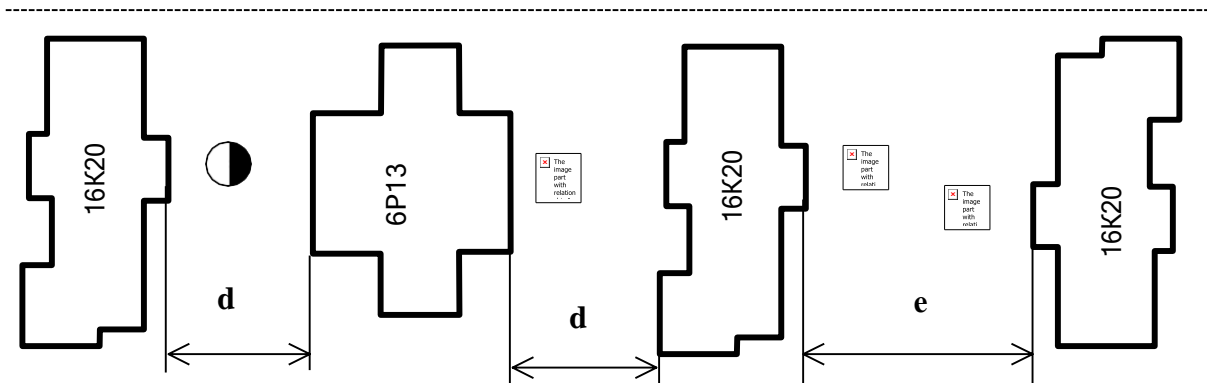 16K20
6P13
The
image
part
with
relation
16K20
The
image
part
with
relati
The
image
part
with
relati
16K20
d
d
e